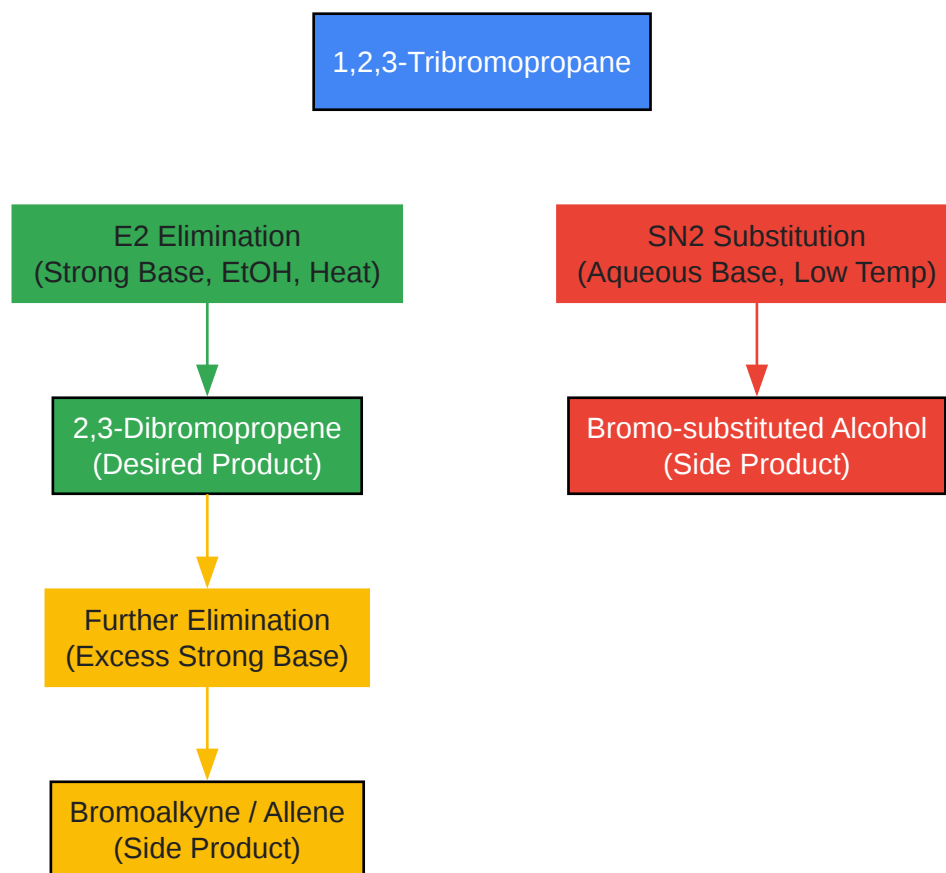 1,2,3-Tribromopropane
E2 Elimination
(Strong Base, EtOH, Heat)
SN2 Substitution
(Aqueous Base, Low Temp)
2,3-Dibromopropene
(Desired Product)
Bromo-substituted Alcohol
(Side Product)
Further Elimination
(Excess Strong Base)
Bromoalkyne / Allene
(Side Product)